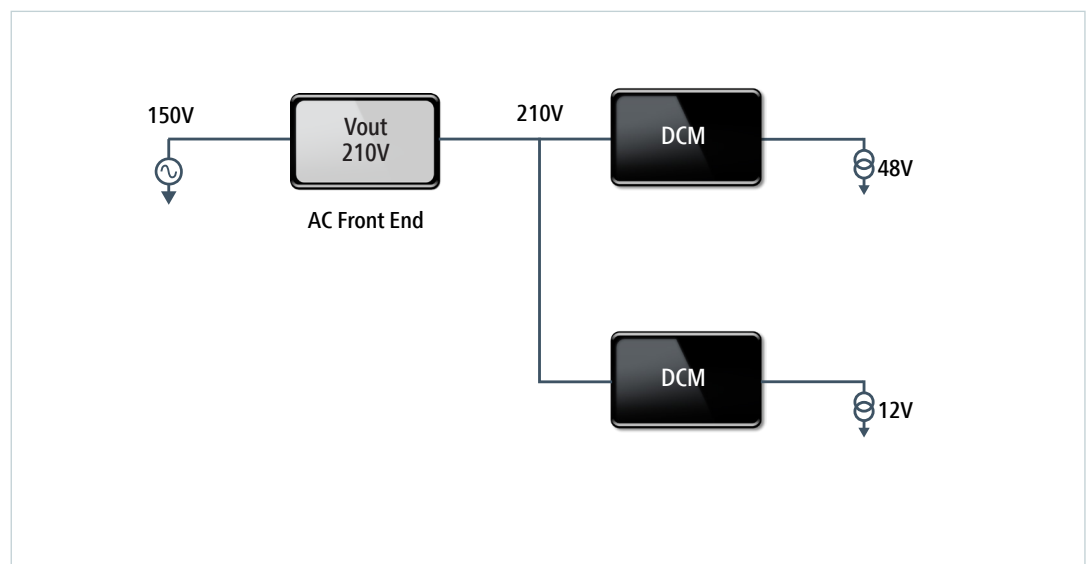 150V
Vout
210V
210V
DCM
48V
AC Front End
DCM
12V